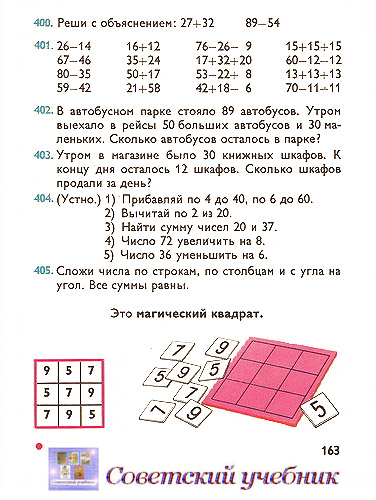 400. Реши с объяснением: 27+32 89−54
401. 26−14 16+12 76−26− 9 15+15+15
67−46 35+24 17+32+20 60−12−12
80−35 50+17 53−22+ 8 13+13+13
59−42 21+58 42+18− 6 70−11−11
402. В автобусном парке стояло 89 автобусов. Утром
выехало в рейсы 50 больших автобусов и 30 ма-
леньких. Сколько автобусов осталось в парке?
403. Утром в магазине было 30 книжных шкафов. К
концу дня осталось 12 шкафов. Сколько шкафов
продали за день?
404. (Устно.) 1) Прибавляй по 4 до 40, по 6 до 60.
2) Вычитай по 2 из 20.
3) Найти сумму чисел 20 и 37.
4) Число 72 увеличить на 8.
5) Число 36 уменьшить на 6.
405. Сложи числа по строкам, по столбцам и с угла на
угол. Все суммы равны.
Это магический квадрат.
9 5 7
5 7 9
7 9 5
7 9
5 9
7 9 5
163
Советский учебник